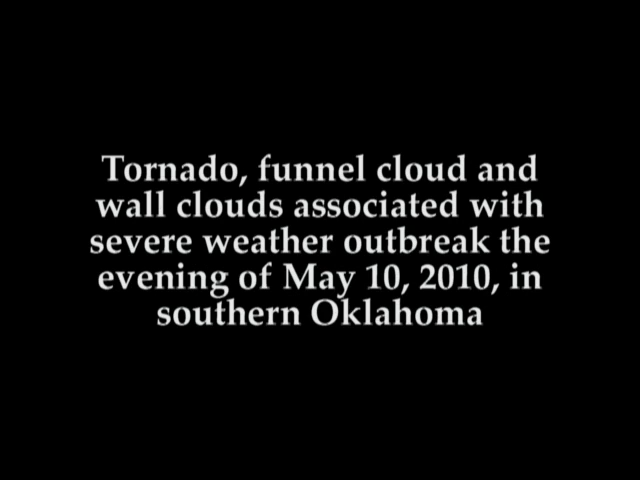 Tornado, funnel cloud and
wall clouds associated with
severe weather outbreak the
evening of May 10, 2010, in
southern Oklahoma